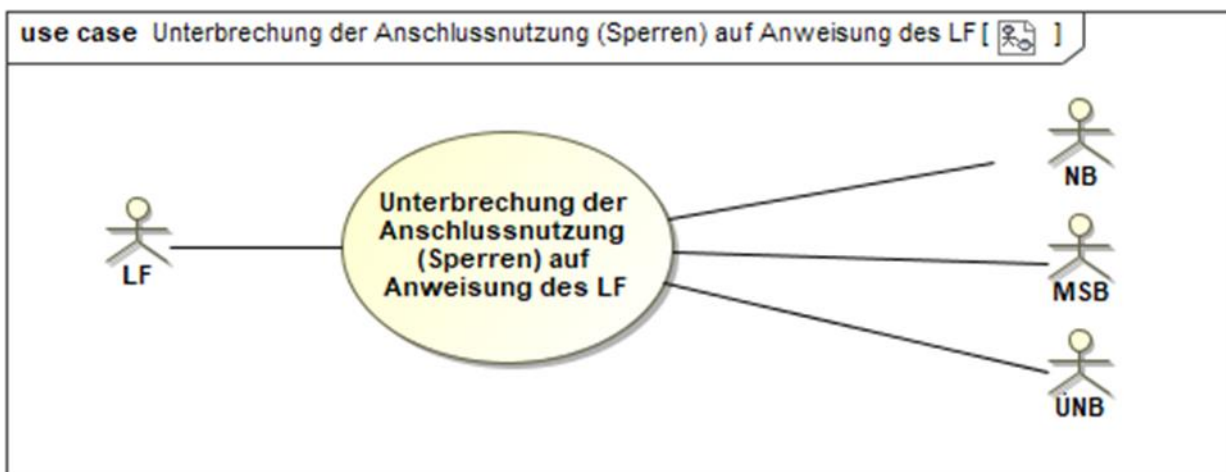 use case Unterbrechung der Anschlussnutzung (Sperren) auf Anweisung des LF [ ]
LF
Unterbrechung der
Anschlussnutzung
(Sperren) auf
Anweisung des LF
NB
MSB
ÜNB